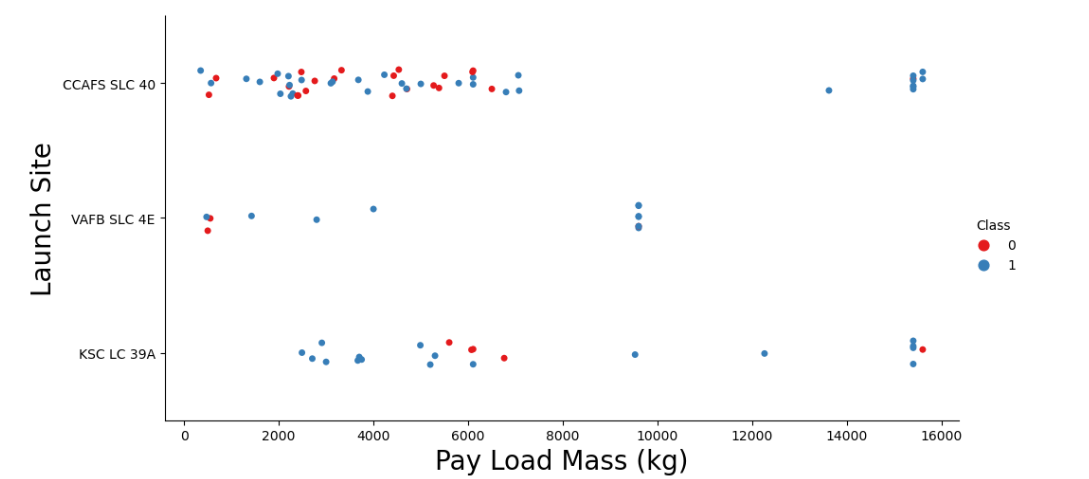 CCAFS SLC 40
VAFB SLC 4E
KSC LC 39A
Launch Site
Class
0
1
0 2000 4000 6000 8000 10000 12000 14000 16000
Pay Load Mass (kg)